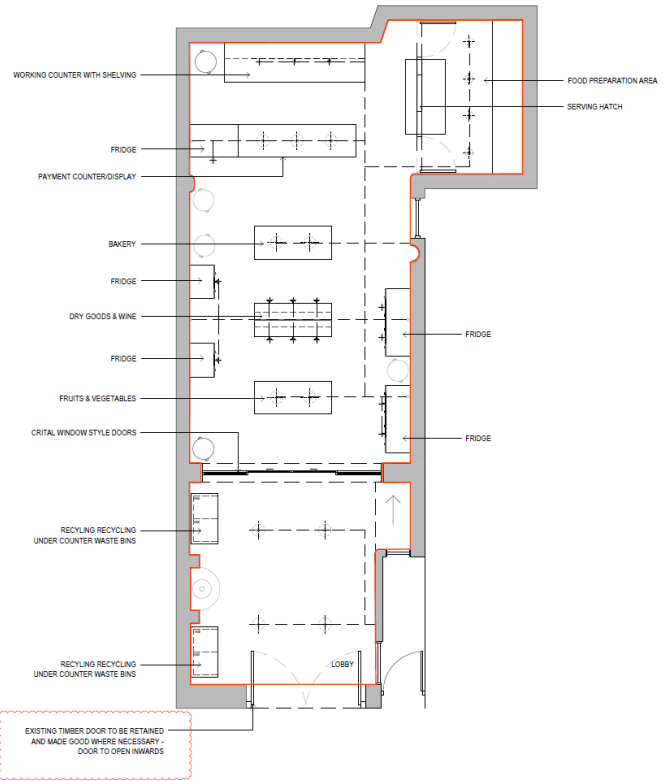 WORKING COUNTER WITH SHELVING
FOOD PREPARATION AREA
SERVING HATCH
FRIDGE
PAYMENT COUNTER/DISPLAY
BAKERY
FRIDGE
DRY GOODS & WINE
FRIDGE
FRIDGE
FRUITS & VEGETABLES
CRITAL WINDOW STYLE DOORS
FRIDGE
RECYLING RECYCLING
UNDER COUNTER WASTE BINS
RECYLING RECYCLING
UNDER COUNTER WASTE BINS
LOBBY
EXISTING TIMBER DOOR TO BE RETAINED
AND MADE GOOD WHERE NECESSARY -
DOOR TO OPEN INWARDS